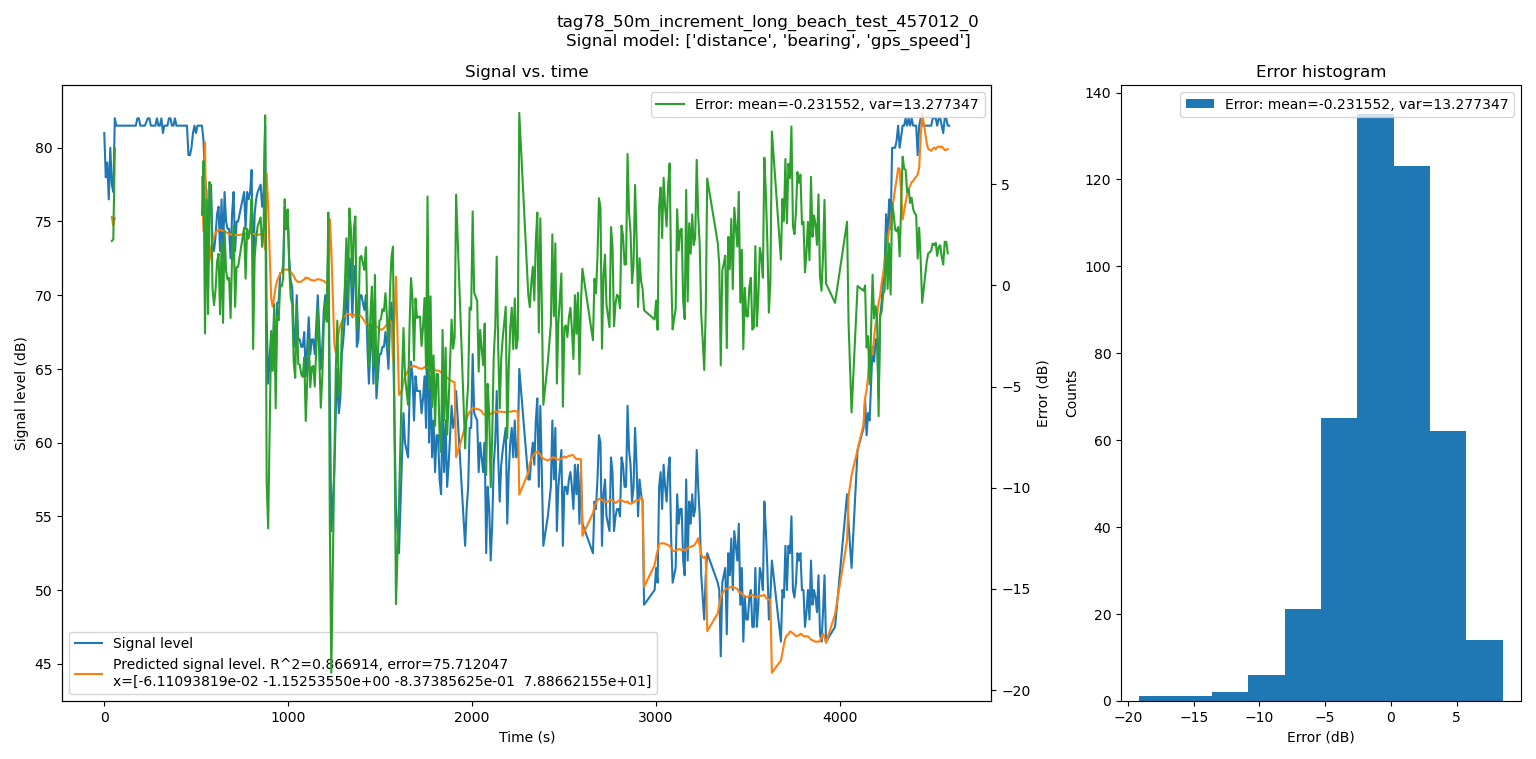 tag78_50m_increment_long_beach_test_457012_0
Signal model: ['distance', 'bearing', 'gps_speed']
Signal vs. time
Error: mean=-0.231552, var=13.277347
80
75
70
65
60
55
50
45
Signal level (dB)
5
0
−5
−10
−15
−20
Error (dB)
Signal level
Predicted signal level. R^2=0.866914, error=75.712047
x=[-6.11093819e-02 -1.15253550e+00 -8.37385625e-01  7.88662155e+01]
0 1000 2000 3000 4000
Time (s)
Error histogram
Error: mean=-0.231552, var=13.277347
140
120
100
80
60
40
20
0
Counts
−20 −15 −10 −5 0 5
Error (dB)